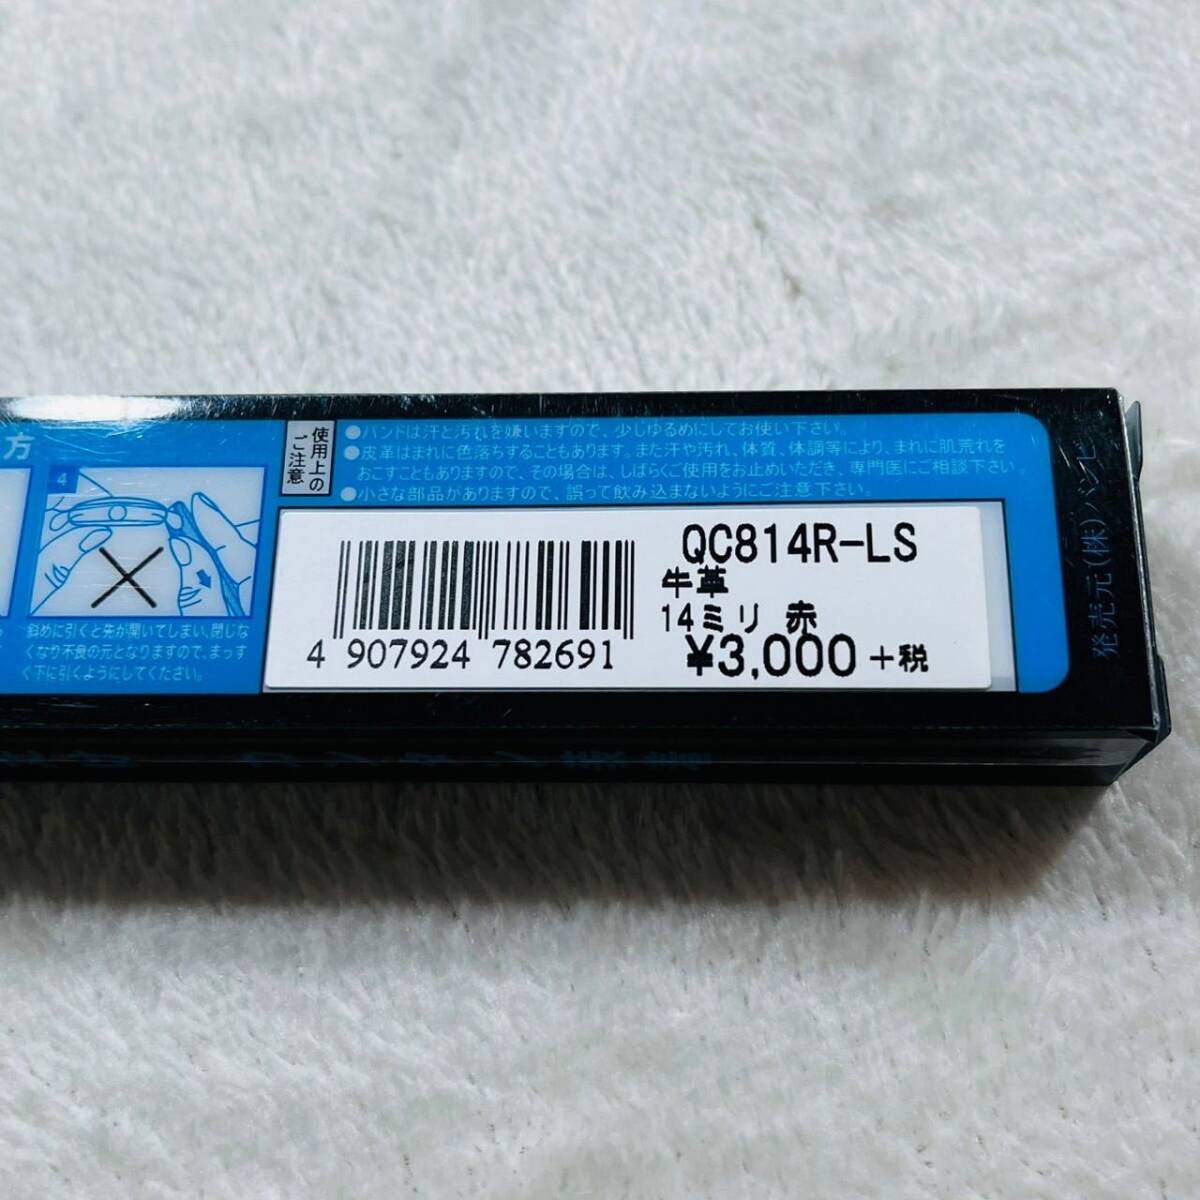 方
4
斜めに引くと先が開いてしまい、閉じな
くなり不良の元となりますので、まっす
ぐ下に引くようにしてください。
使用上の
ご注意
●バンドは汗と汚れを嫌いますので、少しゆるめにしてお使い下さい。
●皮革はまれに色落ちすることもあります。また汗や汚れ、体質、体調等により、まれに肌荒れを
おこすこともありますので、その場合は、しばらくご使用をお止めいただき、専門医にご相談下さい。
●小さな部品がありますので、誤って飲み込まないようにご注意下さい。
QC814R-LS
牛革
14ミリ 赤
¥3,000 +税
4 907924 782691
発売元(株)バンビ